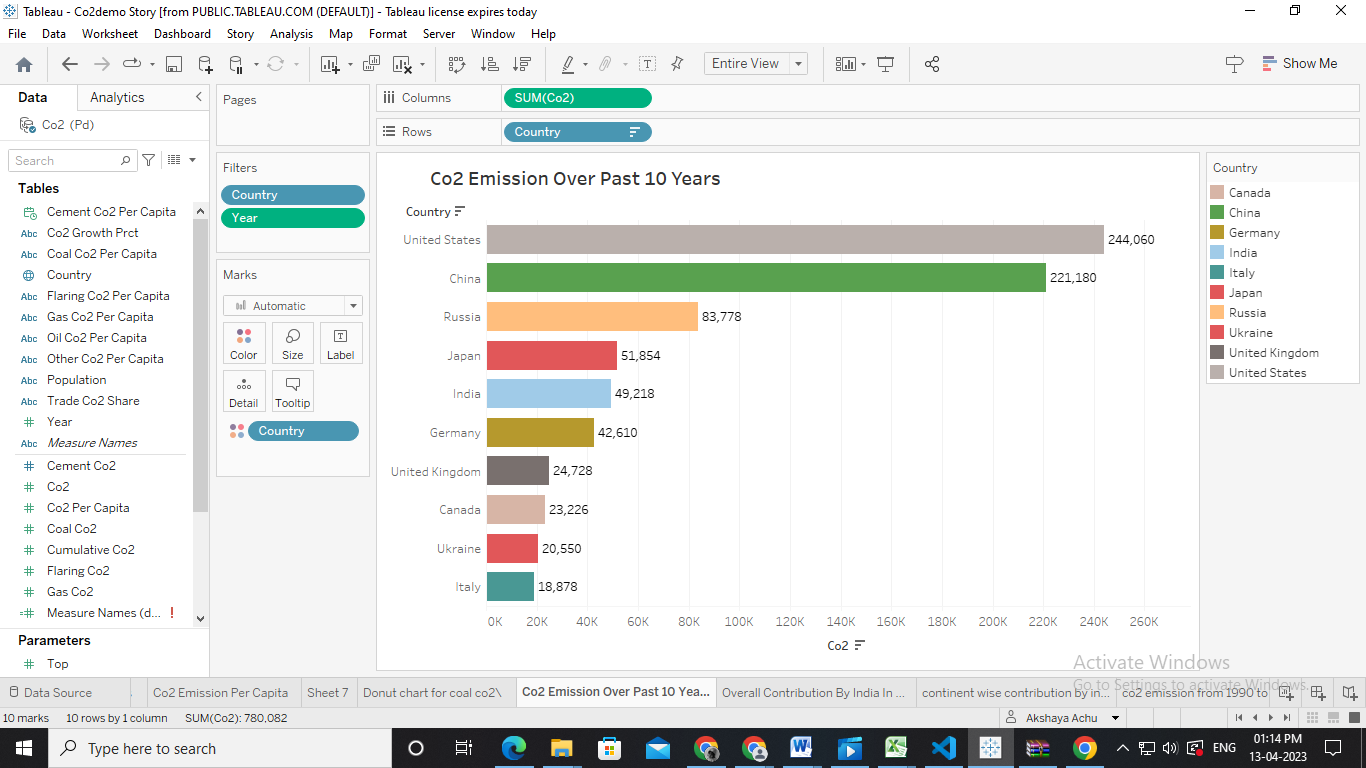 Tableau - Co2demo Story [from PUBLIC.TABLEAU.COM (DEFAULT)] - Tableau license expires today
File Data Worksheet Dashboard Story Analysis Map Format Server Window Help
Entire View
Show Me
Data Analytics
Co2 (Pd)
Search
Tables
Cement Co2 Per Capita
Abc Co2 Growth Prct
Abc Coal Co2 Per Capita
Country
Abc Flaring Co2 Per Capita
Abc Gas Co2 Per Capita
Abc Oil Co2 Per Capita
Abc Other Co2 Per Capita
Abc Population
Abc Trade Co2 Share
# Year
Abc Measure Names
# Cement Co2
# Co2
# Co2 Per Capita
# Coal Co2
# Cumulative Co2
# Flaring Co2
# Gas Co2
=# Measure Names (d... !
Parameters
# Top
Pages
Filters
Country
Year
Marks
Automatic
Color Size Label
Detail Tooltip
Country
Columns SUM(Co2)
Rows Country
Co2 Emission Over Past 10 Years
Country
United States 244,060
China 221,180
Russia 83,778
Japan 51,854
India 49,218
Germany 42,610
United Kingdom 24,728
Canada 23,226
Ukraine 20,550
Italy 18,878
0K 20K 40K 60K 80K 100K 120K 140K 160K 180K 200K 220K 240K 260K
Co2
Country
Canada
China
Germany
India
Italy
Japan
Russia
Ukraine
United Kingdom
United States
Activate Windows
Go to Settings to activate Windows.
Data Source Co2 Emission Per Capita Sheet 7 Donut chart for coal co2\ Co2 Emission Over Past 10 Yea... Overall Contribution By India In ... continent wise contribution by in... co2 emission from 1990 to
10 marks 10 rows by 1 column SUM(Co2): 780,082
Akshaya Achu
Type here to search
ENG
01:14 PM
13-04-2023